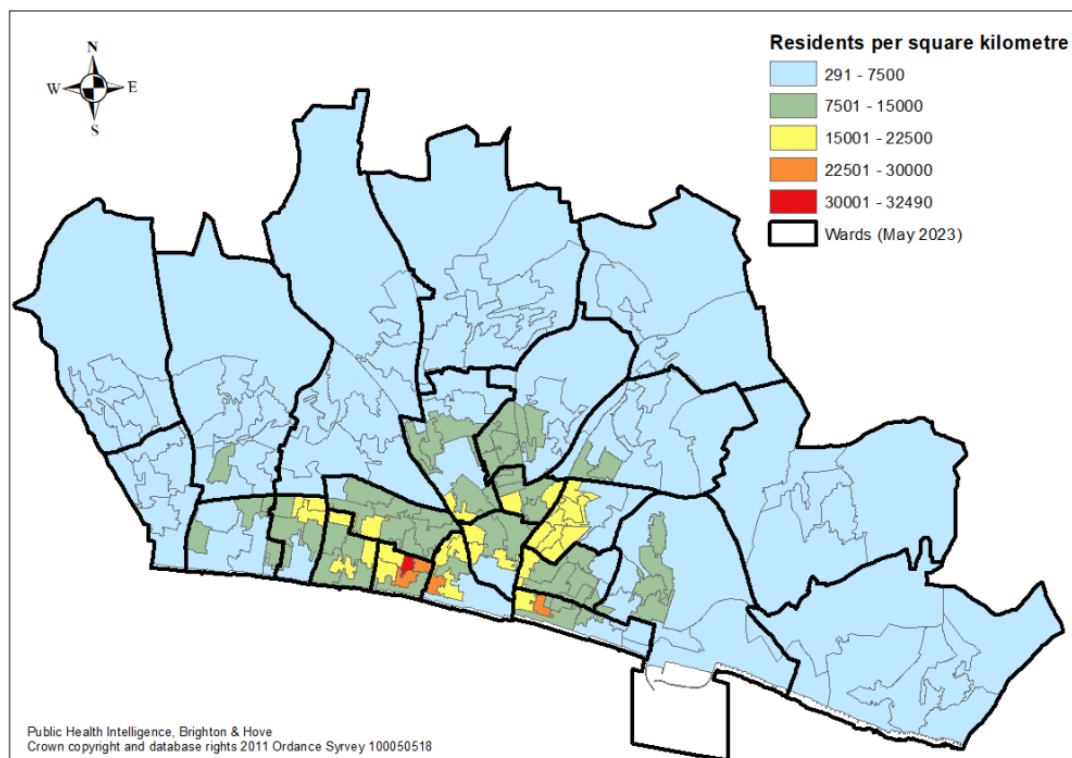 N
W E
S
Residents per square kilometre
291 - 7500
7501 - 15000
15001 - 22500
22501 - 30000
30001 - 32490
Wards (May 2023)
Public Health Intelligence, Brighton & Hove
Crown copyright and database rights 2011 Ordance Syrvey 100050518